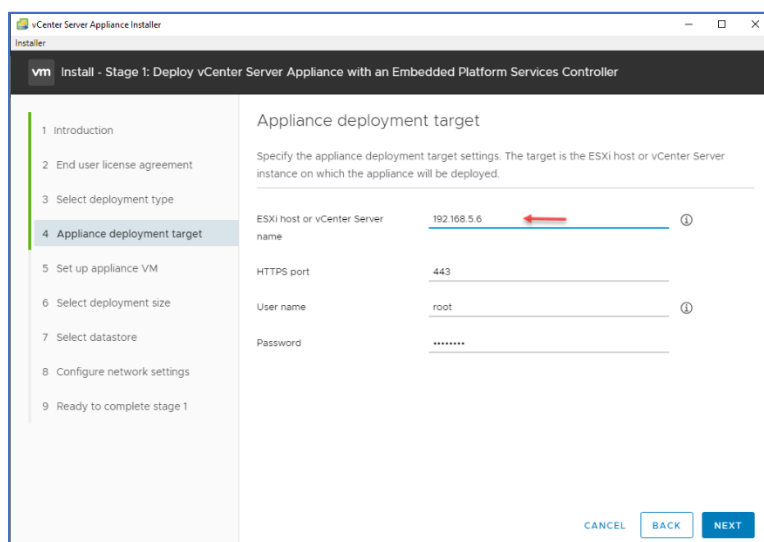 vCenter Server Appliance Installer
Installer
vm Install - Stage 1: Deploy vCenter Server Appliance with an Embedded Platform Services Controller
1 Introduction
2 End user license agreement
3 Select deployment type
4 Appliance deployment target
5 Set up appliance VM
6 Select deployment size
7 Select datastore
8 Configure network settings
9 Ready to complete stage 1
Appliance deployment target
Specify the appliance deployment target settings. The target is the ESXi host or vCenter Server
instance on which the appliance will be deployed.
ESXi host or vCenter Server
name
192.168.5.6
HTTPS port
443
User name
root
Password
••••••••
CANCEL
BACK
NEXT